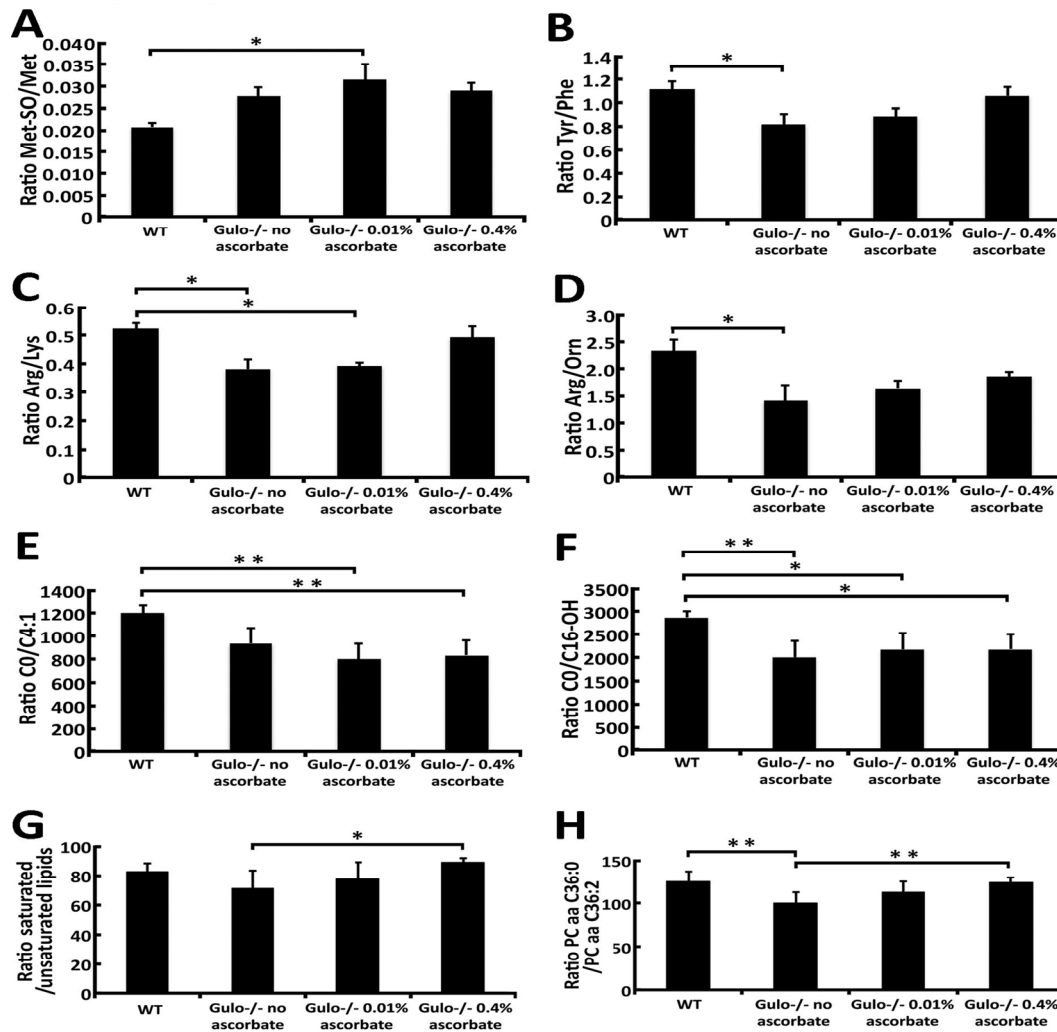 A
Ratio Met-SO/Met
0.040
0.035
0.030
0.025
0.020
0.015
0.010
0.005
0
*
WT
Gulo-/- no
ascorbate
Gulo-/- 0.01%
ascorbate
Gulo-/- 0.4%
ascorbate
B
Ratio Tyr/Phe
1.4
1.2
1.0
0.8
0.6
0.4
0.2
0
*
WT
Gulo-/- no
ascorbate
Gulo-/- 0.01%
ascorbate
Gulo-/- 0.4%
ascorbate
C
Ratio Arg/Lys
0.6
0.5
0.4
0.3
0.2
0.1
0
*
*
WT
Gulo-/- no
ascorbate
Gulo-/- 0.01%
ascorbate
Gulo-/- 0.4%
ascorbate
D
Ratio Arg/Orn
3.0
2.5
2.0
1.5
1.0
0.5
0
*
WT
Gulo-/- no
ascorbate
Gulo-/- 0.01%
ascorbate
Gulo-/- 0.4%
ascorbate
E
Ratio C0/C4:1
1400
1200
1000
800
600
400
200
0
* *
* *
WT
Gulo-/- no
ascorbate
Gulo-/- 0.01%
ascorbate
Gulo-/- 0.4%
ascorbate
F
Ratio C0/C16-OH
3500
3000
2500
2000
1500
1000
500
0
* *
*
*
WT
Gulo-/- no
ascorbate
Gulo-/- 0.01%
ascorbate
Gulo-/- 0.4%
ascorbate
G
Ratio saturated
/unsaturated lipids
100
80
60
40
20
0
*
WT
Gulo-/- no
ascorbate
Gulo-/- 0.01%
ascorbate
Gulo-/- 0.4%
ascorbate
H
Ratio PC aa C36:0
/PC aa C36:2
150
100
50
0
* *
* *
WT
Gulo-/- no
ascorbate
Gulo-/- 0.01%
ascorbate
Gulo-/- 0.4%
ascorbate